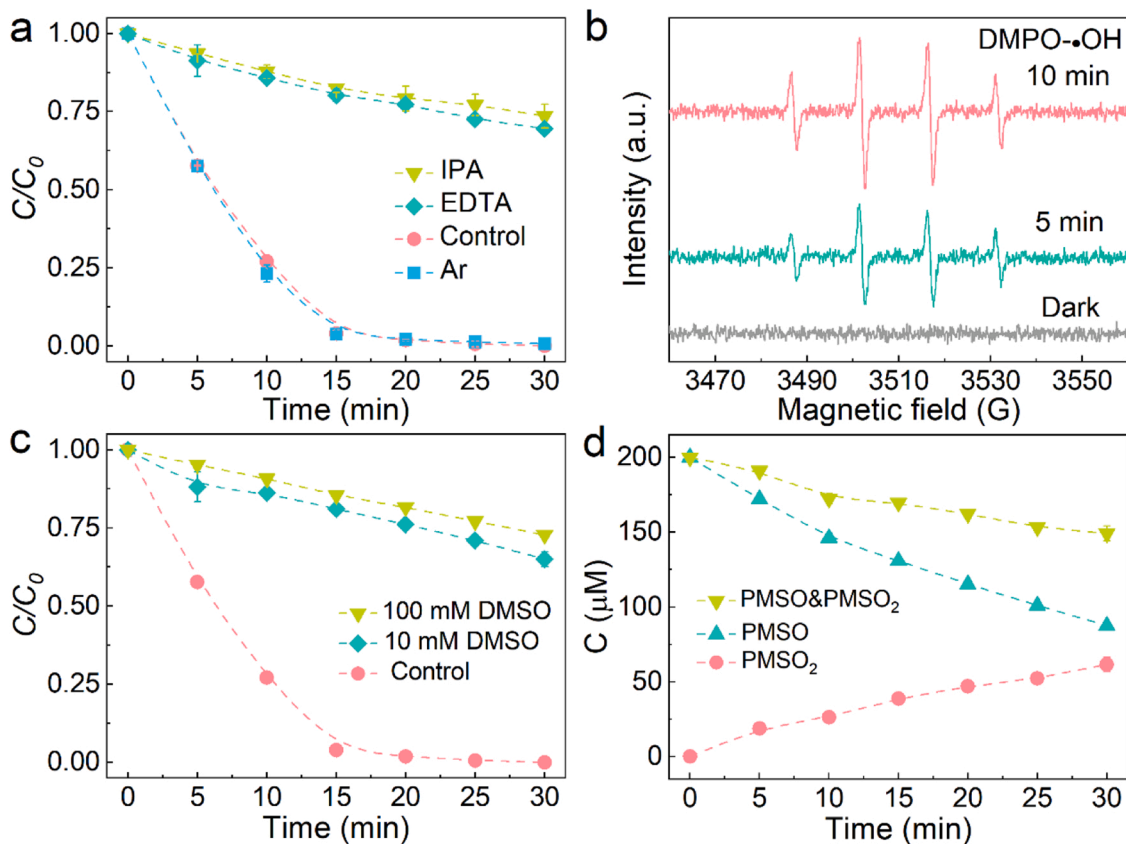 a
C/C0
1.00
0.75
0.50
0.25
0.00
IPA
EDTA
Control
Ar
0 5 10 15 20 25 30
Time (min)
b
Intensity (a.u.)
DMPO-•OH
10 min
5 min
Dark
3470 3490 3510 3530 3550
Magnetic field (G)
c
C/C0
1.00
0.75
0.50
0.25
0.00
100 mM DMSO
10 mM DMSO
Control
0 5 10 15 20 25 30
Time (min)
d
C (μM)
200
150
100
50
0
PMSO&PMSO2
PMSO
PMSO2
0 5 10 15 20 25 30
Time (min)